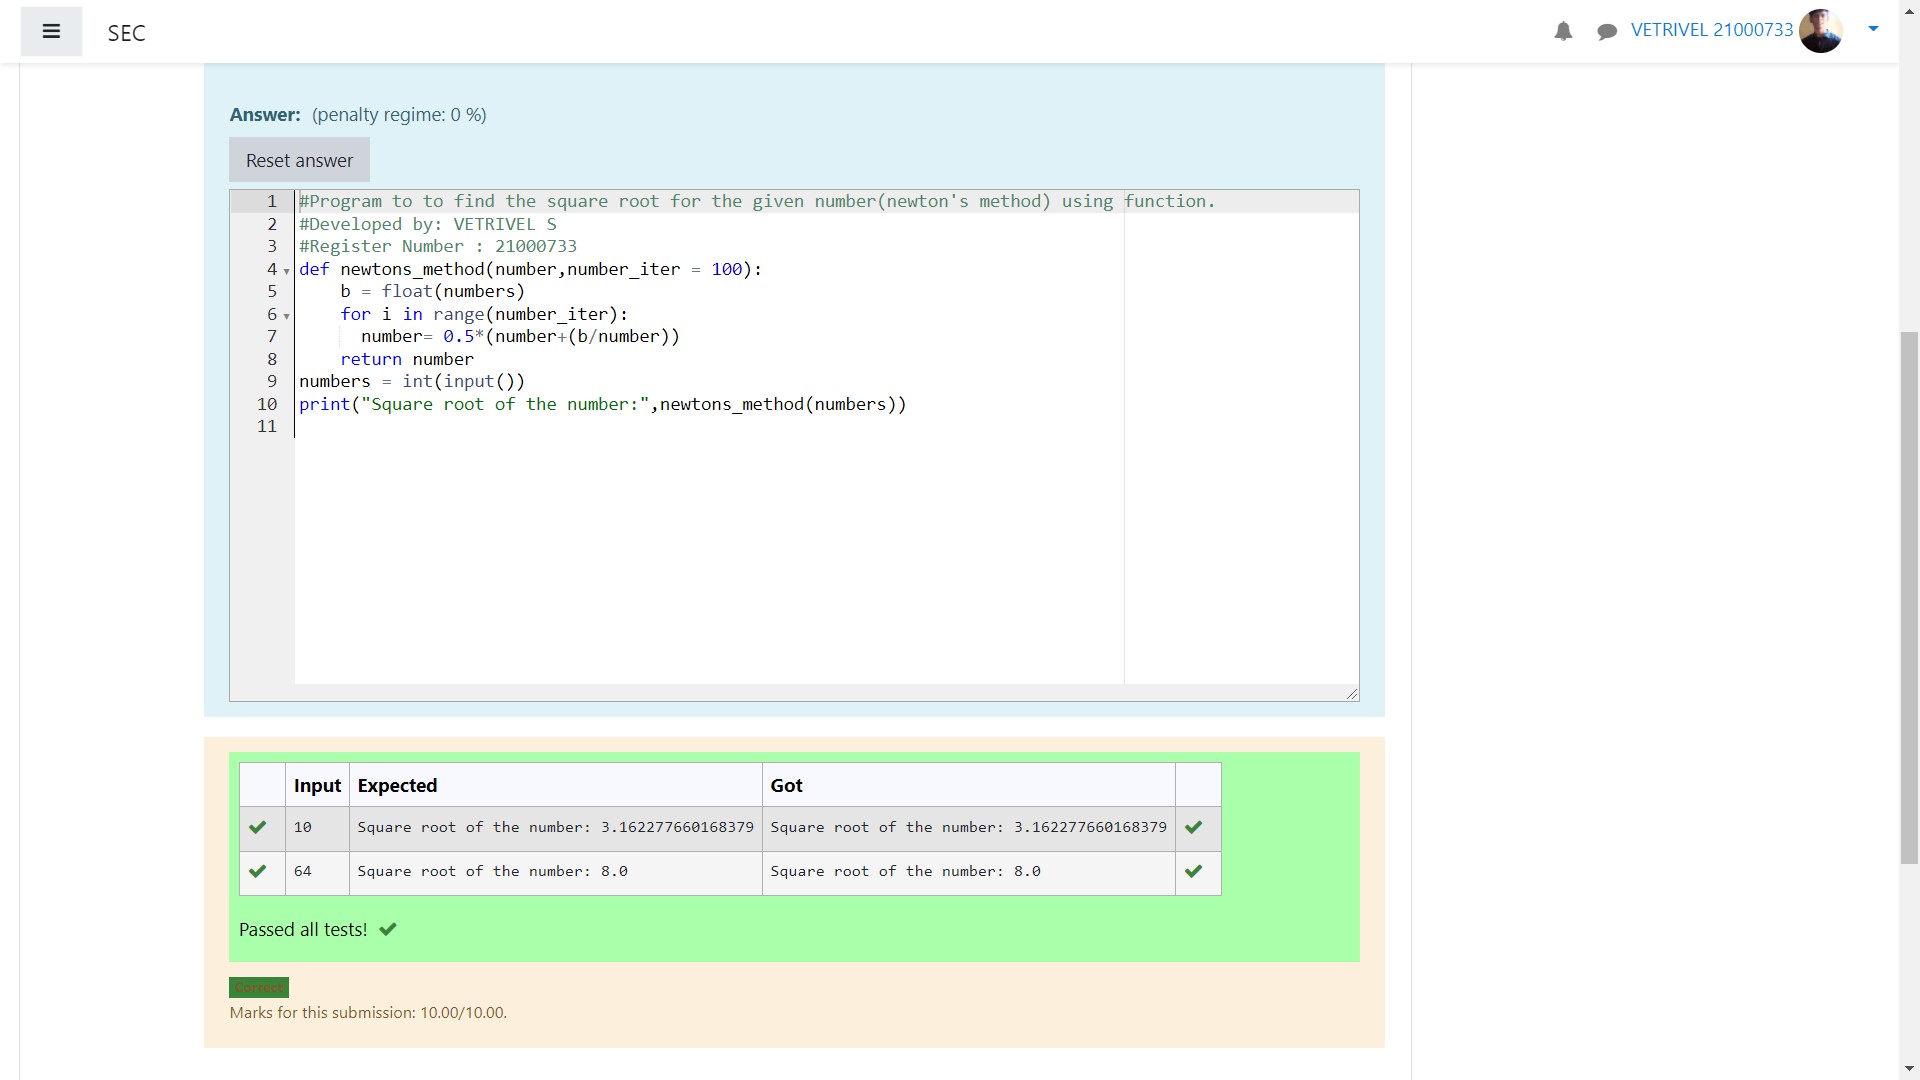 SEC
VETRIVEL 21000733
Answer: (penalty regime: 0 %)
Reset answer
1 #Program to to find the square root for the given number(newton's method) using function.
2 #Developed by: VETRIVEL S
3 #Register Number : 21000733
4 def newtons_method(number,number_iter = 100):
5 b = float(numbers)
6 for i in range(number_iter):
7 number= 0.5*(number+(b/number))
8 return number
9 numbers = int(input())
10 print("Square root of the number:",newtons_method(numbers))
11
Input Expected Got
10 Square root of the number: 3.162277660168379 Square root of the number: 3.162277660168379
64 Square root of the number: 8.0 Square root of the number: 8.0
Passed all tests!
Correct
Marks for this submission: 10.00/10.00.